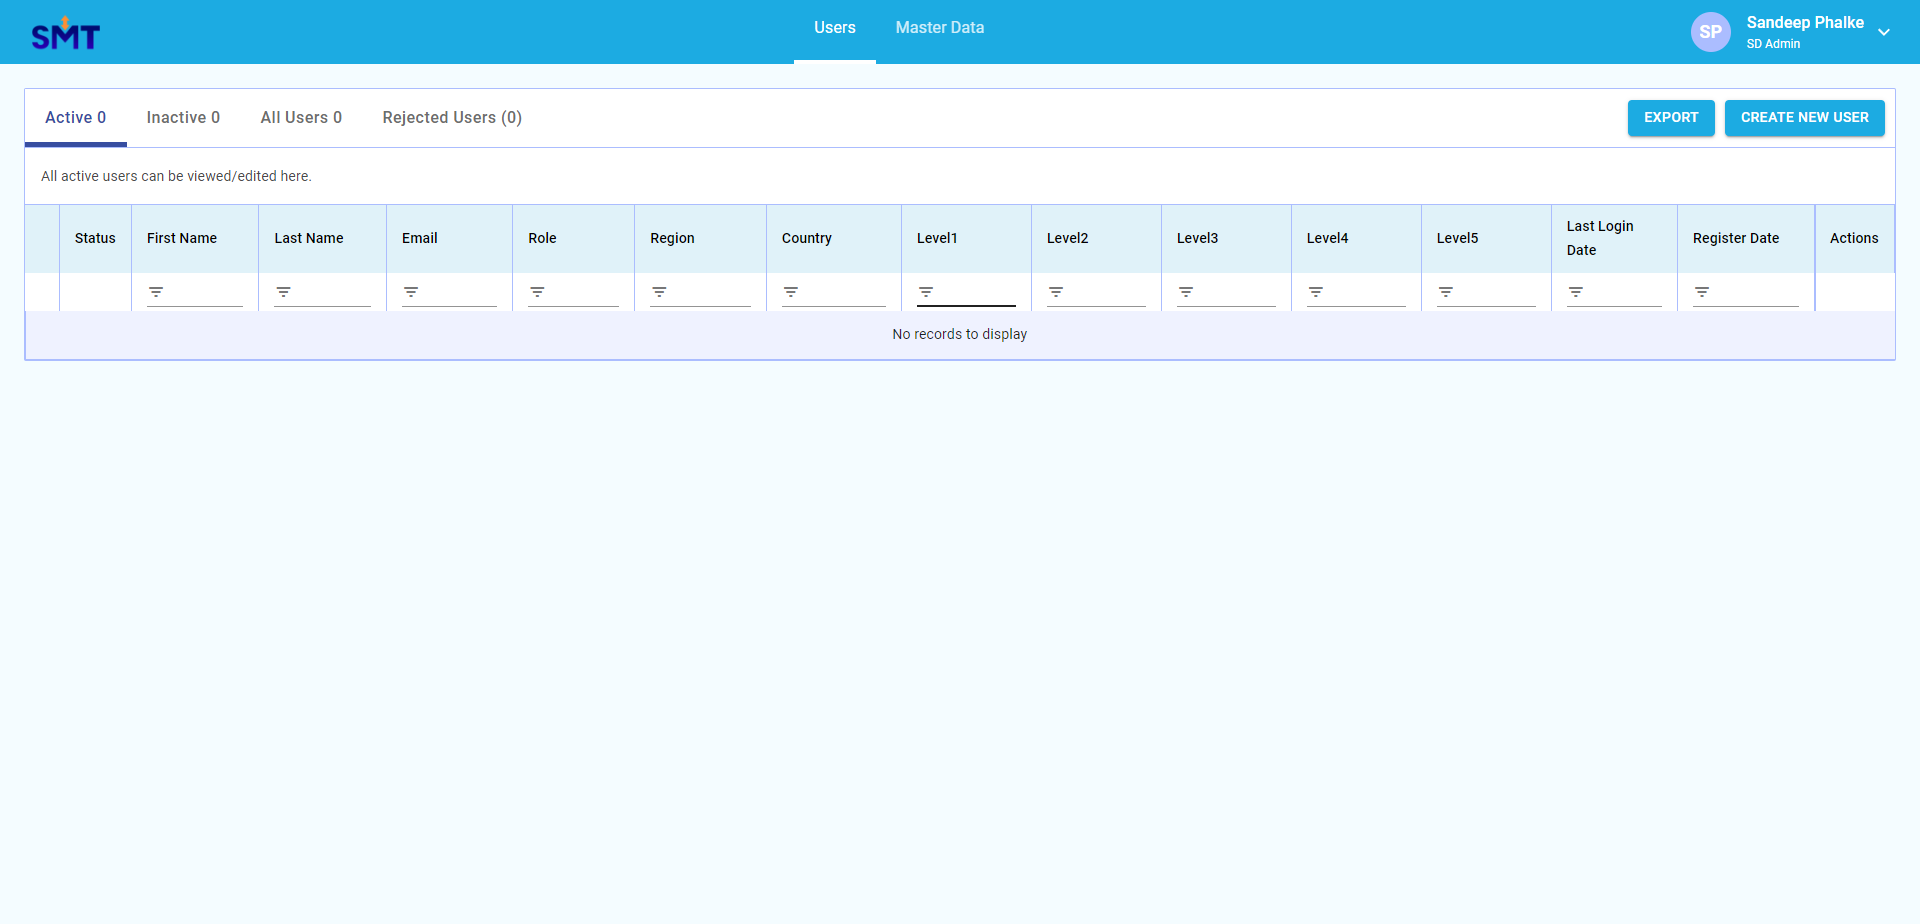 SMT
Users
Master Data
SP
Sandeep Phalke
SD Admin
Active 0
Inactive 0
All Users 0
Rejected Users (0)
EXPORT
CREATE NEW USER
All active users can be viewed/edited here.
Status
First Name
Last Name
Email
Role
Region
Country
Level1
Level2
Level3
Level4
Level5
Last Login
Date
Register Date
Actions
No records to display